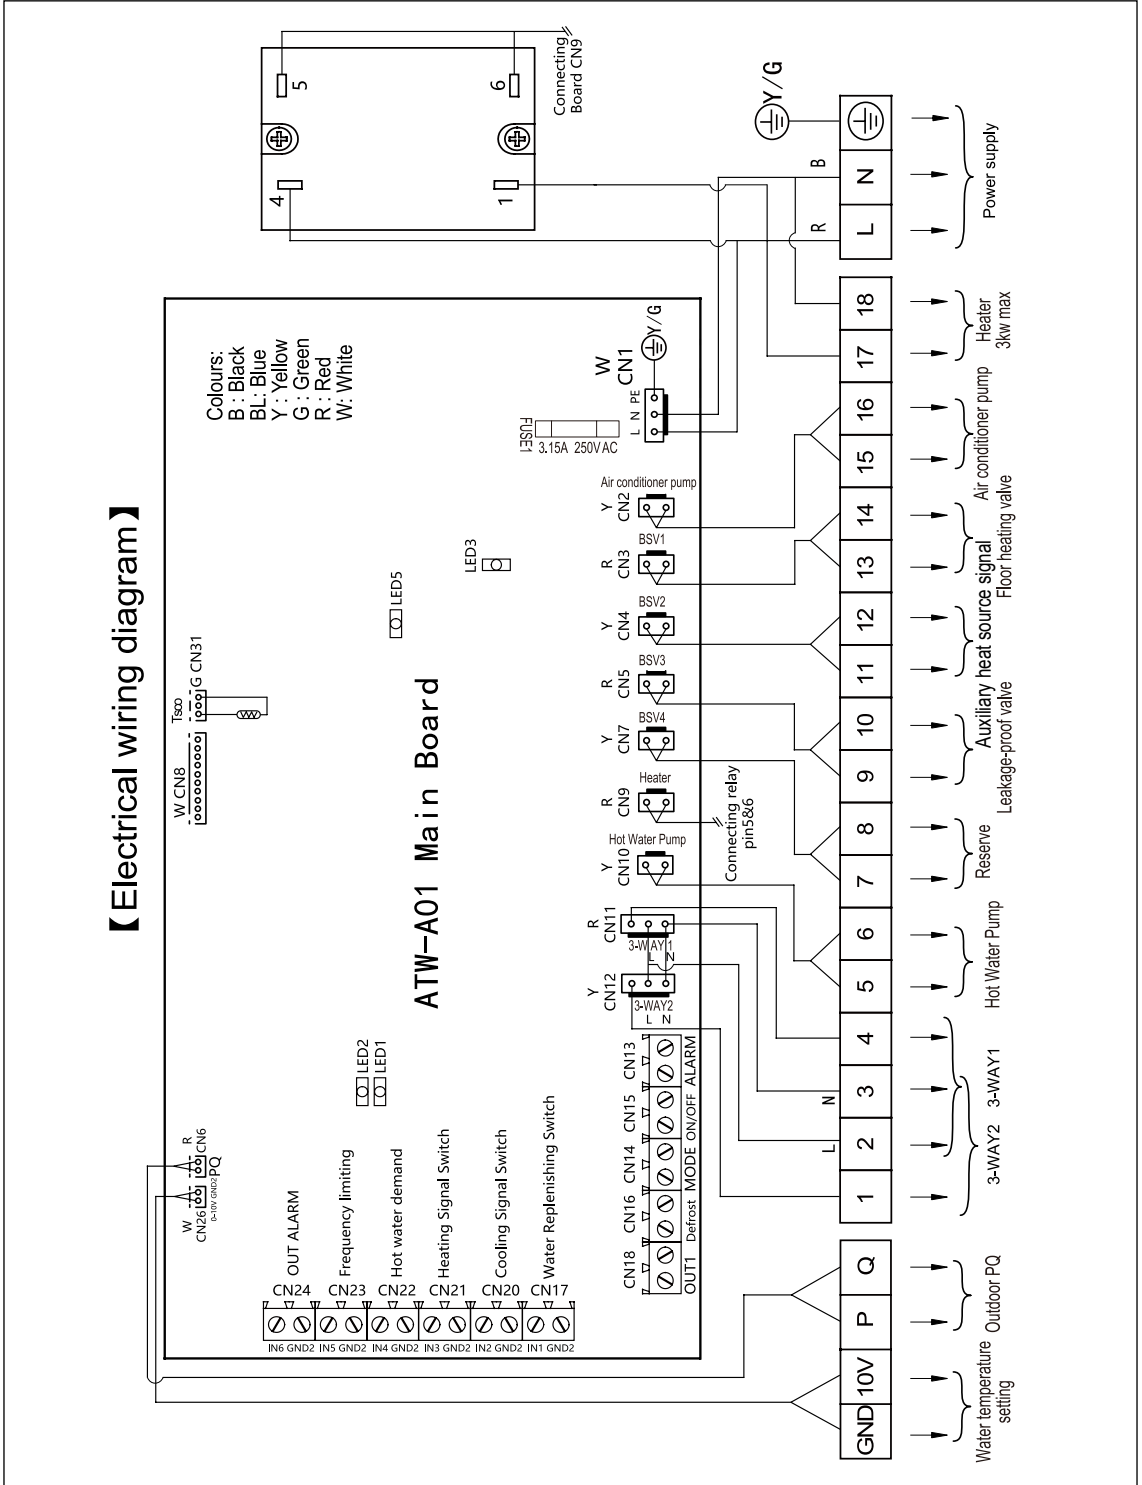 【Electrical wiring diagram】
5
6
4
1
Connecting
Board CN9
Colours:
B : Black
BL: Blue
Y : Yellow
G : Green
R : Red
W: White
ATW-A01 Main Board
W CN8
Tsco
G CN31
LED5
LED3
LED2
LED1
W
CN26
0-10V GND2
R
CN6
PQ
OUT ALARM
Frequency limiting
Hot water demand
Heating Signal Switch
Cooling Signal Switch
Water Replenishing Switch
CN24
CN23
CN22
CN21
CN20
CN17
IN6 GND2
IN5 GND2
IN4 GND2
IN3 GND2
IN2 GND2
IN1 GND2
CN18
CN16
CN14
CN15
CN13
OUT1
Defrost
MODE
ON/OFF
ALARM
Y
CN12
3-WAY2
L N
R
CN11
3-WAY 1
L N
Y
CN10
Hot Water Pump
R
CN9
Heater
Connecting relay
pin5&6
Y
CN7
BSV4
R
CN5
BSV3
Y
CN4
BSV2
R
CN3
BSV1
Y
CN2
Air conditioner pump
FUSE1
3.15A 250VAC
W
CN1
L N PE
Y/G
Y/G
B
R
N
L
GND
10V
P
Q
1
2
3
4
5
6
7
8
9
10
11
12
13
14
15
16
17
18
L
N
Water temperature
setting
Outdoor PQ
3-WAY2
3-WAY1
Hot Water Pump
Reserve
Leakage-proof valve
Auxiliary heat source signal
Floor heating valve
Air conditioner pump
Heater
3kw max
Power supply